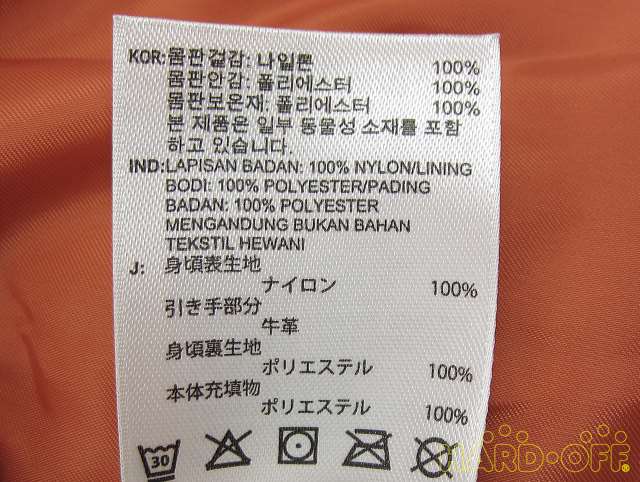 KOR:몸판겉감: 나일론 100%
몸판안감: 폴리에스터 100%
몸판보온재: 폴리에스터 100%
본 제품은 일부 동물성 소재를 포함
하고 있습니다.
IND:LAPISAN BADAN: 100% NYLON/LINING
BODI: 100% POLYESTER/PADING
BADAN: 100% POLYESTER
MENGANDUNG BUKAN BAHAN
TEKSTIL HEWANI
J: 身頃表生地
ナイロン 100%
引き手部分
牛革
身頃裏生地
ポリエステル 100%
本体充填物
ポリエステル 100%
30
HARD-OFF®